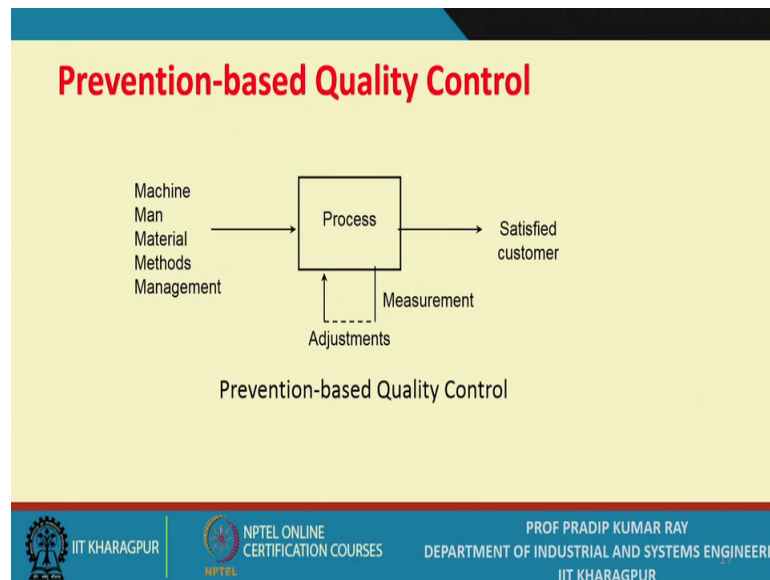 Prevention-based Quality Control
Machine
Man
Material
Methods
Management
Process
Satisfied
customer
Measurement
Adjustments
Prevention-based Quality Control
IIT KHARAGPUR
NPTEL
NPTEL ONLINE
CERTIFICATION COURSES
PROF PRADIP KUMAR RAY
DEPARTMENT OF INDUSTRIAL AND SYSTEMS ENGINEERI
IIT KHARAGPUR
17